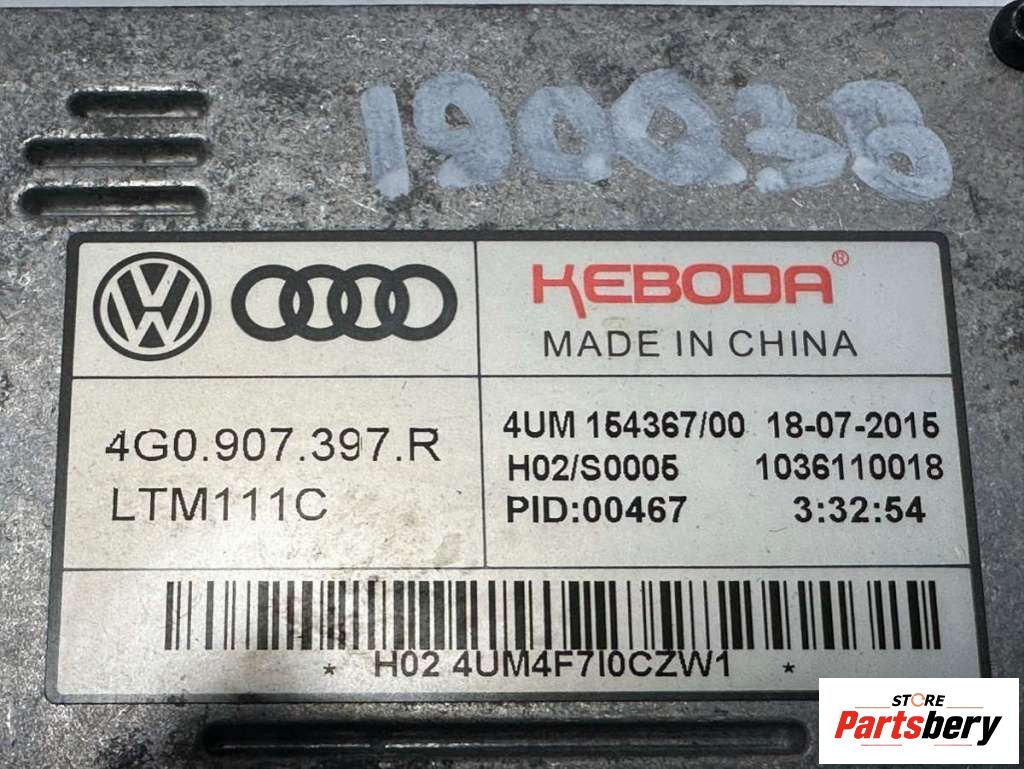 190038
KEBODA®
MADE IN CHINA
4G0.907.397.R
LTM111C
4UM 154367/00 18-07-2015
H02/S0005 1036110018
PID:00467 3:32:54
* H02 4UM4F7I0CZW1 *
STORE
Partsbery